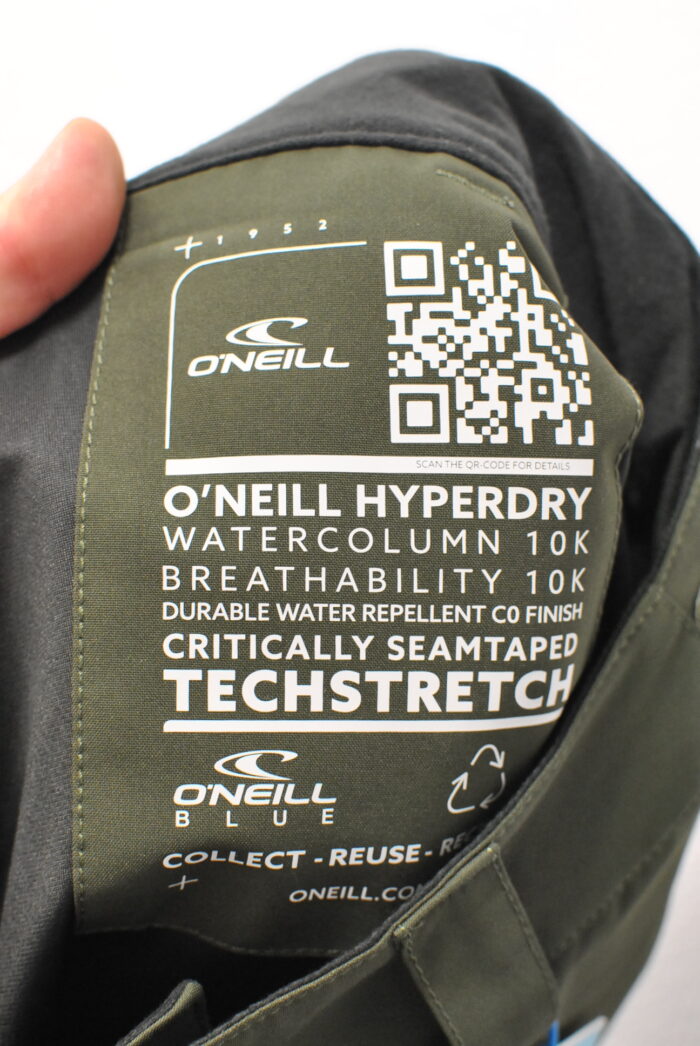 1952
O'NEILL
SCAN THE QR-CODE FOR DETAILS
O'NEILL HYPERDRY
WATERCOLUMN 10K
BREATHABILITY 10K
DURABLE WATER REPELLENT C0 FINISH
CRITICALLY SEAMTAPED
TECHSTRETCH
O'NEILL
BLUE
COLLECT - REUSE -